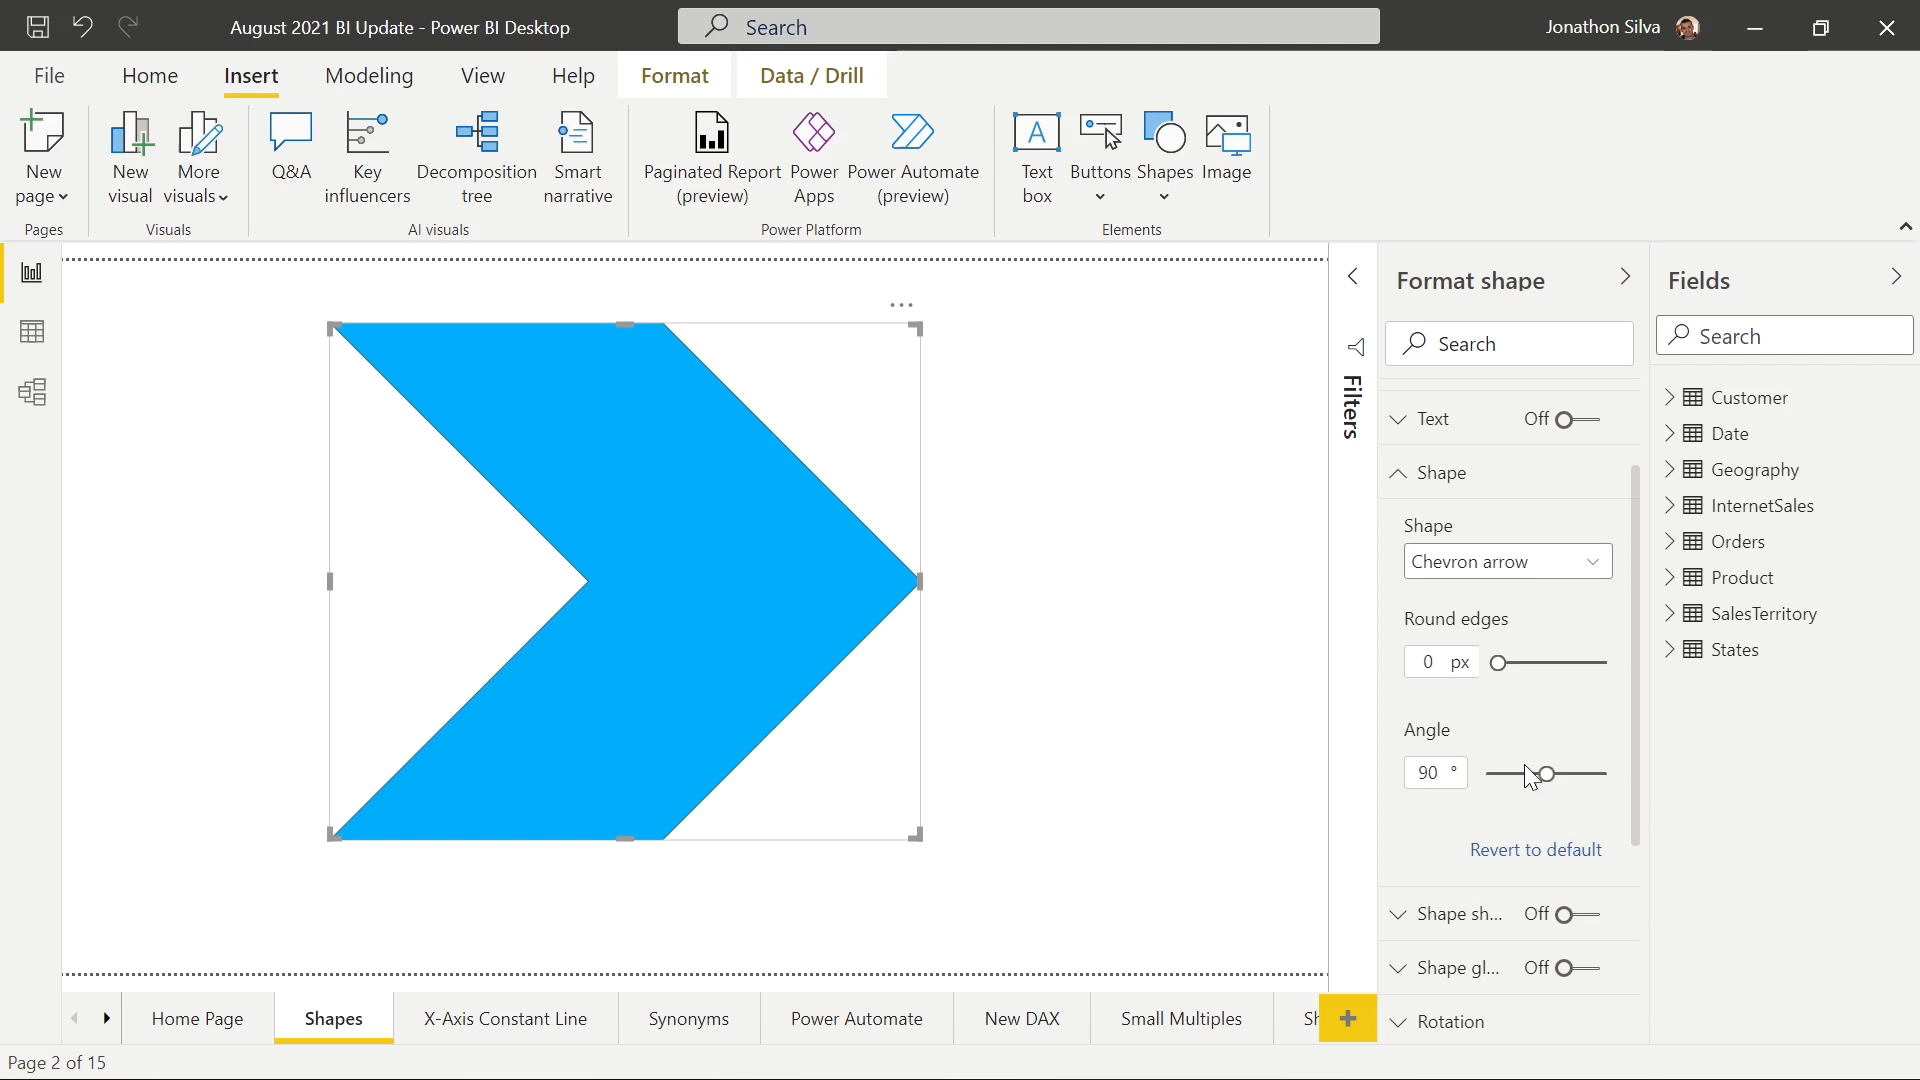 August 2021 BI Update - Power BI Desktop
Search
Jonathon Silva
File
Home
Insert
Modeling
View
Help
Format
Data / Drill
New
page
New
visual
More
visuals
Q&A
Key
influencers
Decomposition
tree
Smart
narrative
Paginated Report
(preview)
Power
Apps
Power Automate
(preview)
A
Text
box
Buttons
Shapes
Image
Pages
Visuals
AI visuals
Power Platform
Elements
Filters
Format shape
Search
Text
Off
Shape
Shape
Chevron arrow
Round edges
0 px
Angle
90 °
Revert to default
Shape sh...
Off
Shape gl...
Off
Rotation
Fields
Search
Customer
Date
Geography
InternetSales
Orders
Product
SalesTerritory
States
Home Page
Shapes
X-Axis Constant Line
Synonyms
Power Automate
New DAX
Small Multiples
Page 2 of 15